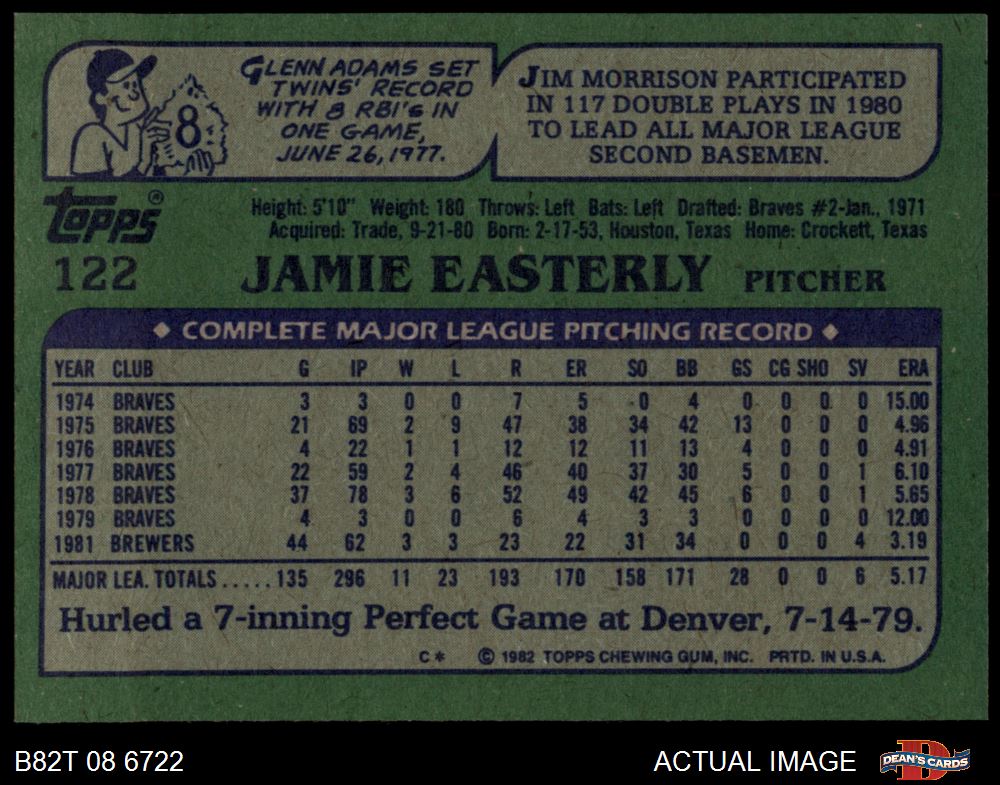 GLENN ADAMS SET
TWINS' RECORD
WITH 8 RBI's IN
ONE GAME,
JUNE 26, 1977.
8
JIM MORRISON PARTICIPATED
IN 117 DOUBLE PLAYS IN 1980
TO LEAD ALL MAJOR LEAGUE
SECOND BASEMEN.
TOPPS®
Height: 5'10" Weight: 180 Throws: Left Bats: Left Drafted: Braves #2-Jan., 1971
Acquired: Trade, 9-21-80 Born: 2-17-53, Houston, Texas Home: Crockett, Texas
122 JAMIE EASTERLY PITCHER
◆ COMPLETE MAJOR LEAGUE PITCHING RECORD ◆
YEAR CLUB G IP W L R ER SO BB GS CG SHO SV ERA
1974 BRAVES 3 3 0 0 7 5 0 4 0 0 0 0 15.00
1975 BRAVES 21 69 2 9 47 38 34 42 13 0 0 0 4.96
1976 BRAVES 4 22 1 1 12 12 11 13 4 0 0 0 4.91
1977 BRAVES 22 59 2 4 46 40 37 30 5 0 0 1 6.10
1978 BRAVES 37 78 3 6 52 49 42 45 6 0 0 1 5.65
1979 BRAVES 4 3 0 0 6 4 3 3 0 0 0 0 12.00
1981 BREWERS 44 62 3 3 23 22 31 34 0 0 0 4 3.19
MAJOR LEA. TOTALS.....135 296 11 23 193 170 158 171 28 0 0 6 5.17
Hurled a 7-inning Perfect Game at Denver, 7-14-79.
C* © 1982 TOPPS CHEWING GUM, INC. PRTD. IN U.S.A.
B82T 08 6722 ACTUAL IMAGE DEAN'S CARDS